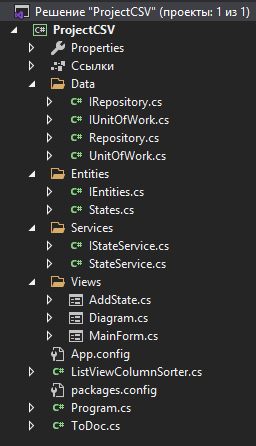 Решение "ProjectCSV" (проекты: 1 из 1)
ProjectCSV
Properties
Ссылки
Data
IRepository.cs
IUnitOfWork.cs
Repository.cs
UnitOfWork.cs
Entities
IEntities.cs
States.cs
Services
IStateService.cs
StateService.cs
Views
AddState.cs
Diagram.cs
MainForm.cs
App.config
ListViewColumnSorter.cs
packages.config
Program.cs
ToDoc.cs